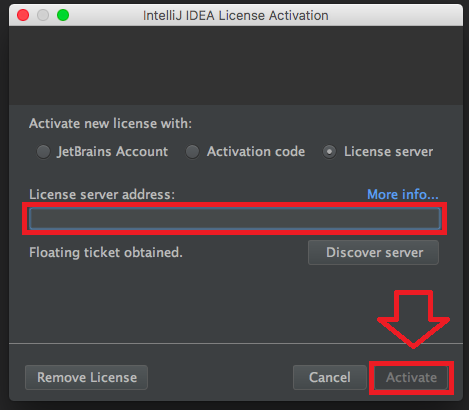 IntelliJ IDEA License Activation
Activate new license with:
JetBrains Account Activation code License server
License server address: More info...
Floating ticket obtained. Discover server
Remove License Cancel Activate